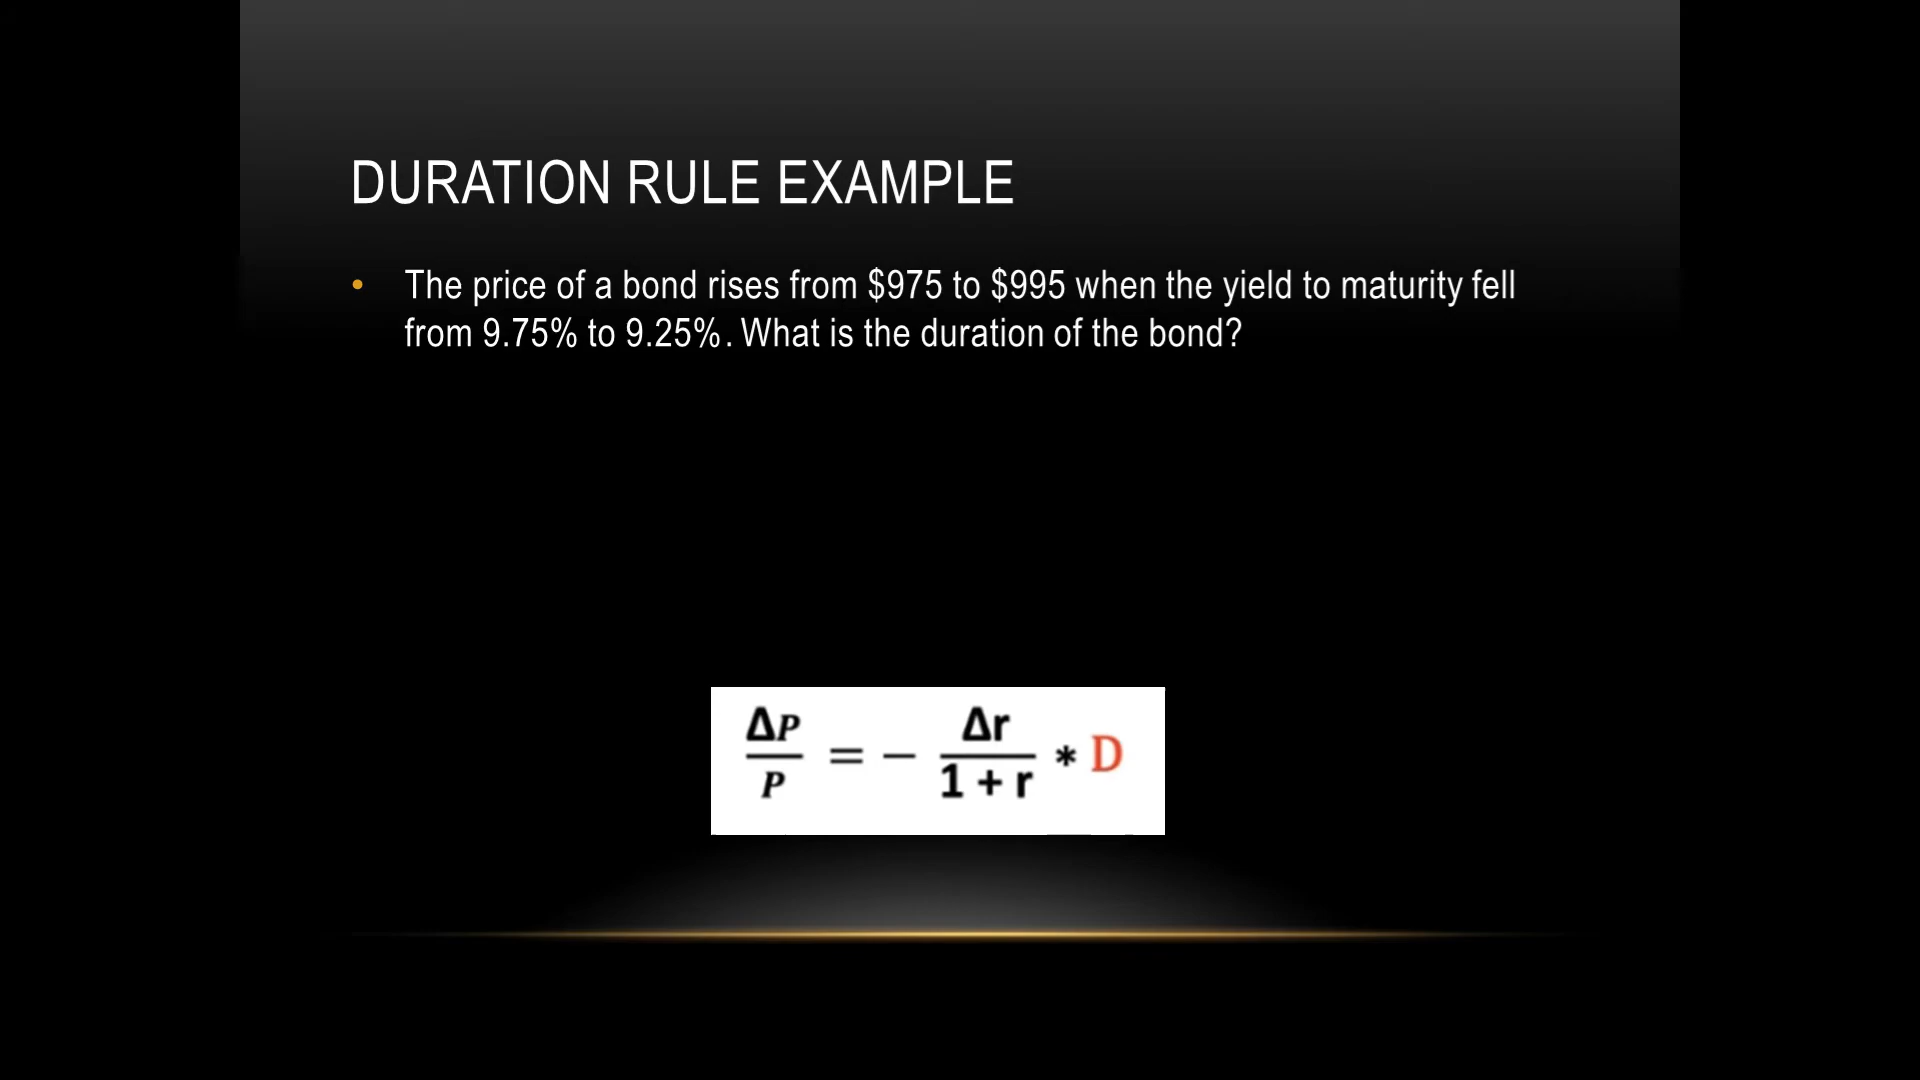 DURATION RULE EXAMPLE
• The price of a bond rises from $975 to $995 when the yield to maturity fell
from 9.75% to 9.25%. What is the duration of the bond?
ΔP/P = − Δr/(1 + r) * D